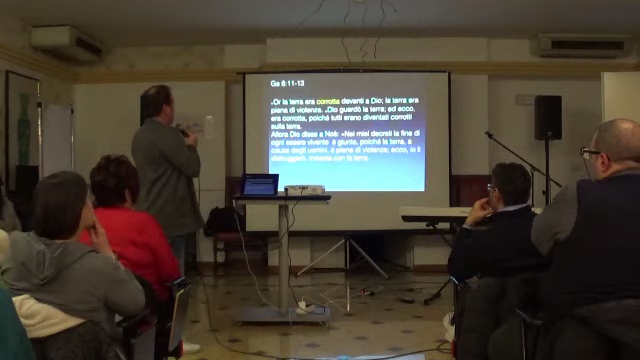 Ge 6:11-13
Or la terra era corrotta davanti a Dio; la terra era
piena di violenza. Dio guardò la terra; ed ecco,
era corrotta, poiché tutti erano diventati corrotti
sulla terra.
Allora Dio disse a Noè: «Nei miei decreti la fine di
ogni essere vivente è giunta, poiché la terra, a
causa degli uomini, è piena di violenza; ecco, io li
distruggerò, insieme con la terra.